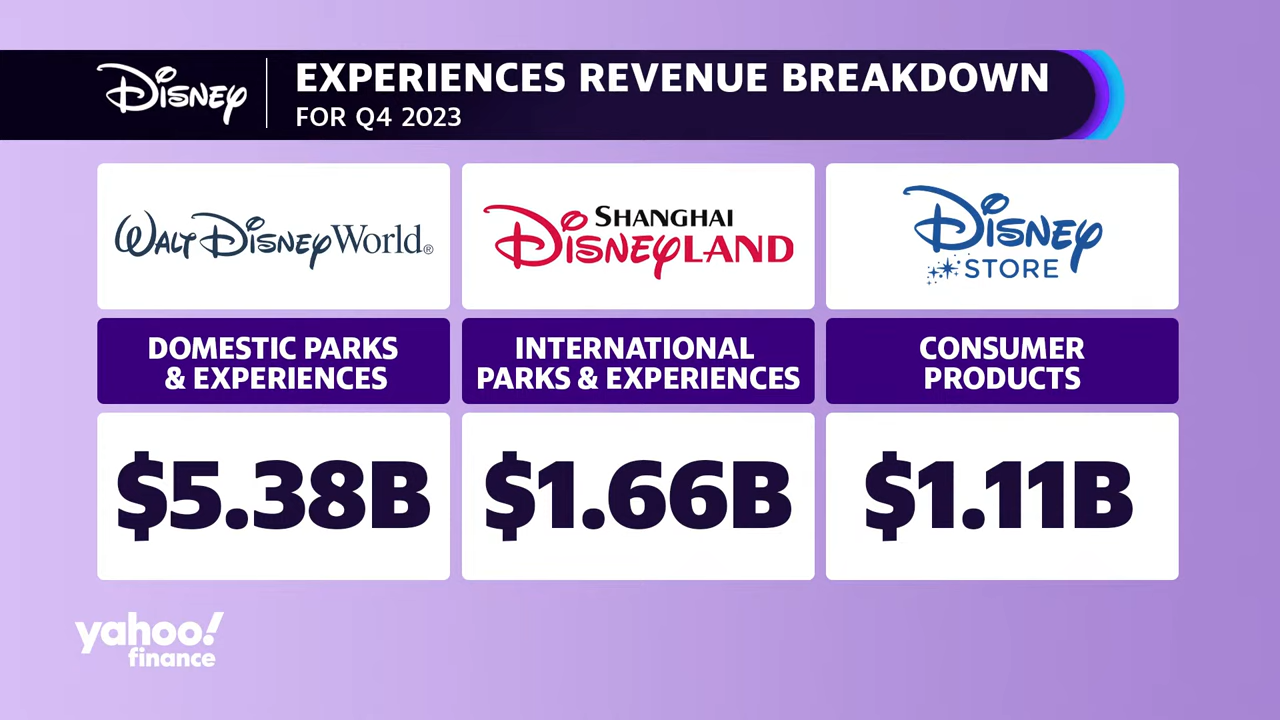 Disney
EXPERIENCES REVENUE BREAKDOWN
FOR Q4 2023
Walt Disney World®
SHANGHAI
DISNEYLAND
Disney
STORE
DOMESTIC PARKS
& EXPERIENCES
INTERNATIONAL
PARKS & EXPERIENCES
CONSUMER
PRODUCTS
$5.38B
$1.66B
$1.11B
yahoo!
finance